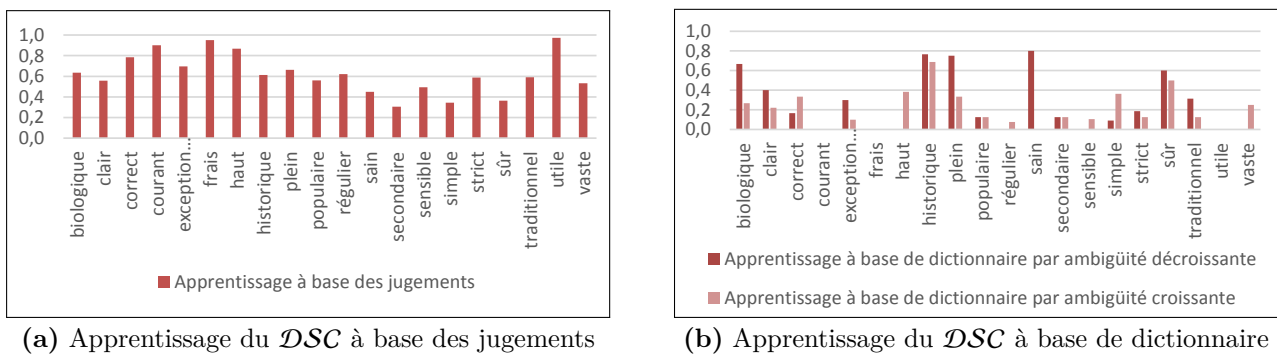 1,0
0,8
0,6
0,4
0,2
0,0
biologique
clair
correct
courant
exception…
frais
haut
historique
plein
populaire
régulier
sain
secondaire
sensible
simple
strict
sûr
traditionnel
utile
vaste
Apprentissage à base des jugements
(a) Apprentissage du DSC à base des jugements
1,0
0,8
0,6
0,4
0,2
0,0
biologique
clair
correct
courant
exception…
frais
haut
historique
plein
populaire
régulier
sain
secondaire
sensible
simple
strict
sûr
traditionnel
utile
vaste
Apprentissage à base de dictionnaire par ambigüité décroissante
Apprentissage à base de dictionnaire par ambigüité croissante
(b) Apprentissage du DSC à base de dictionnaire